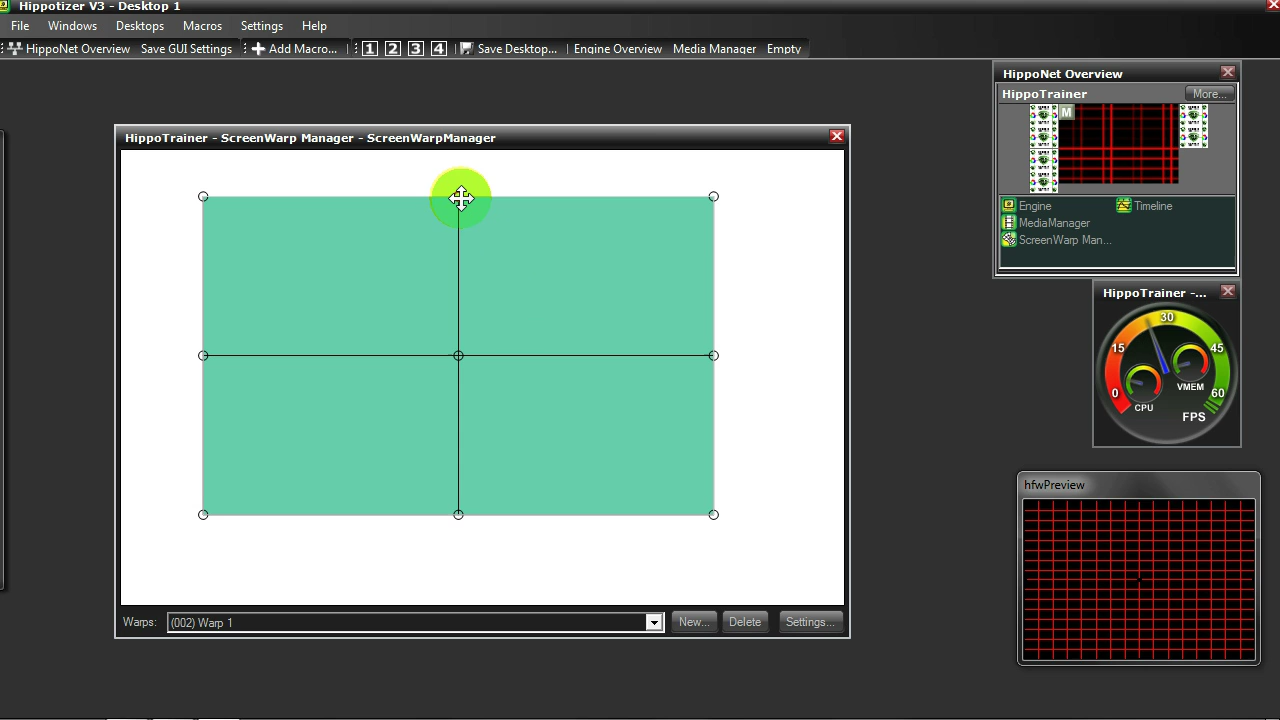 Hippotizer V3 - Desktop 1
File Windows Desktops Macros Settings Help
HippoNet Overview Save GUI Settings Add Macro... 1 2 3 4 Save Desktop... Engine Overview Media Manager Empty
HippoNet Overview
HippoTrainer More...
M
Engine Timeline
MediaManager
ScreenWarp Man...
HippoTrainer - ScreenWarp Manager - ScreenWarpManager
HippoTrainer -...
30
15 45
VMEM
0 60
CPU
FPS
hfwPreview
Warps: (002) Warp 1 New... Delete Settings...